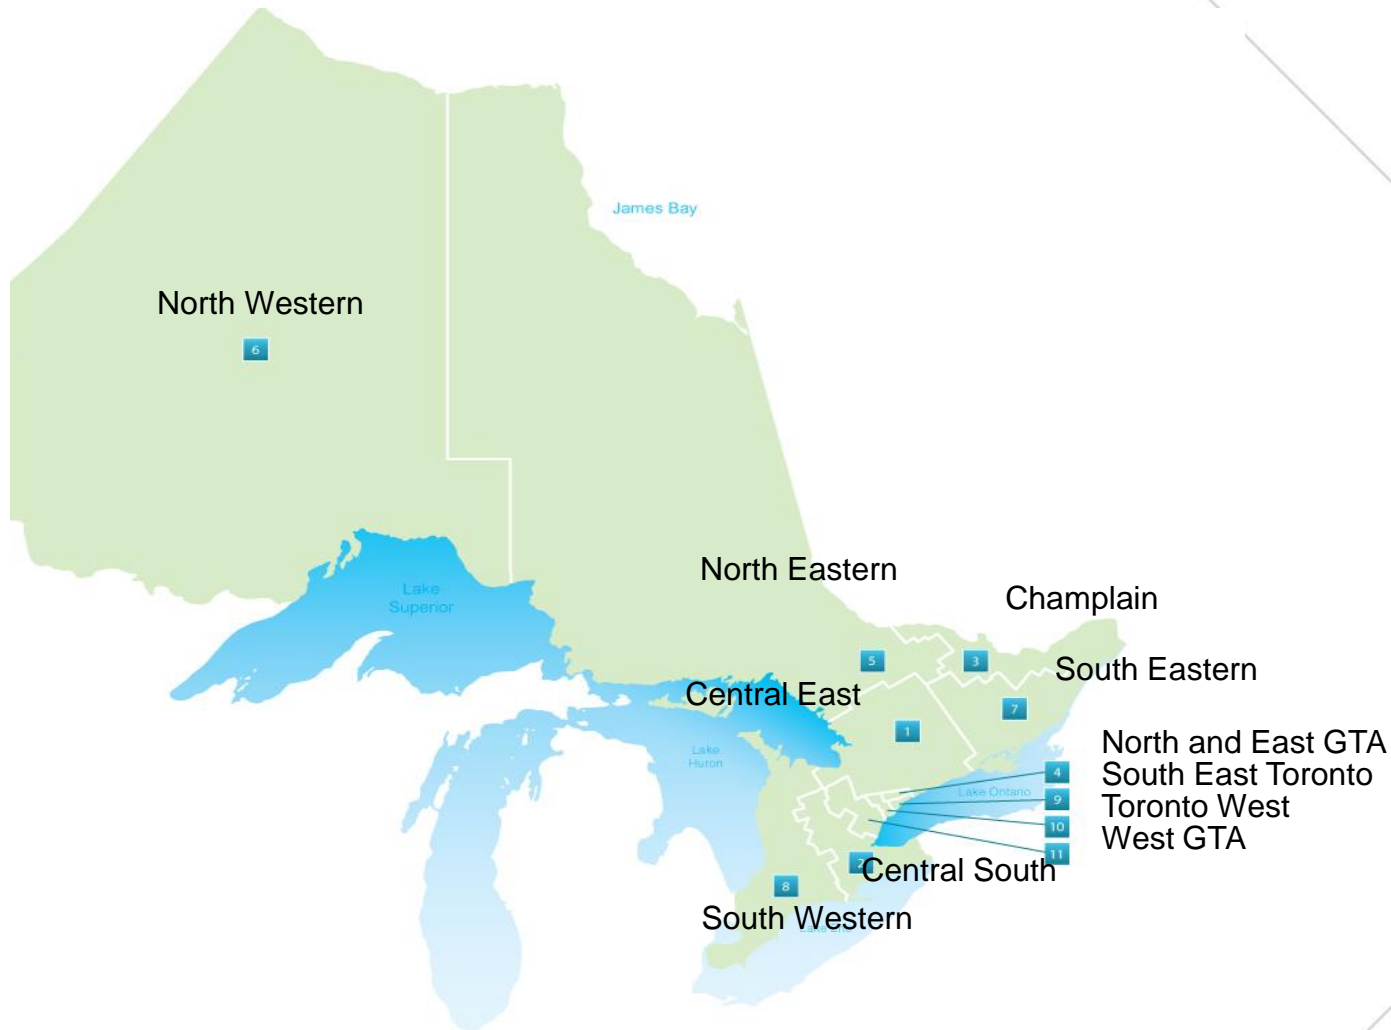 James Bay
North Western
6
North Eastern
Lake
Superior
Champlain
5
3
South Eastern
Central East
7
1
Lake
Huron
North and East GTA
4
South East Toronto
Lake Ontario
9
Toronto West
10
West GTA
11
2
Central South
8
South Western
Lake Erie